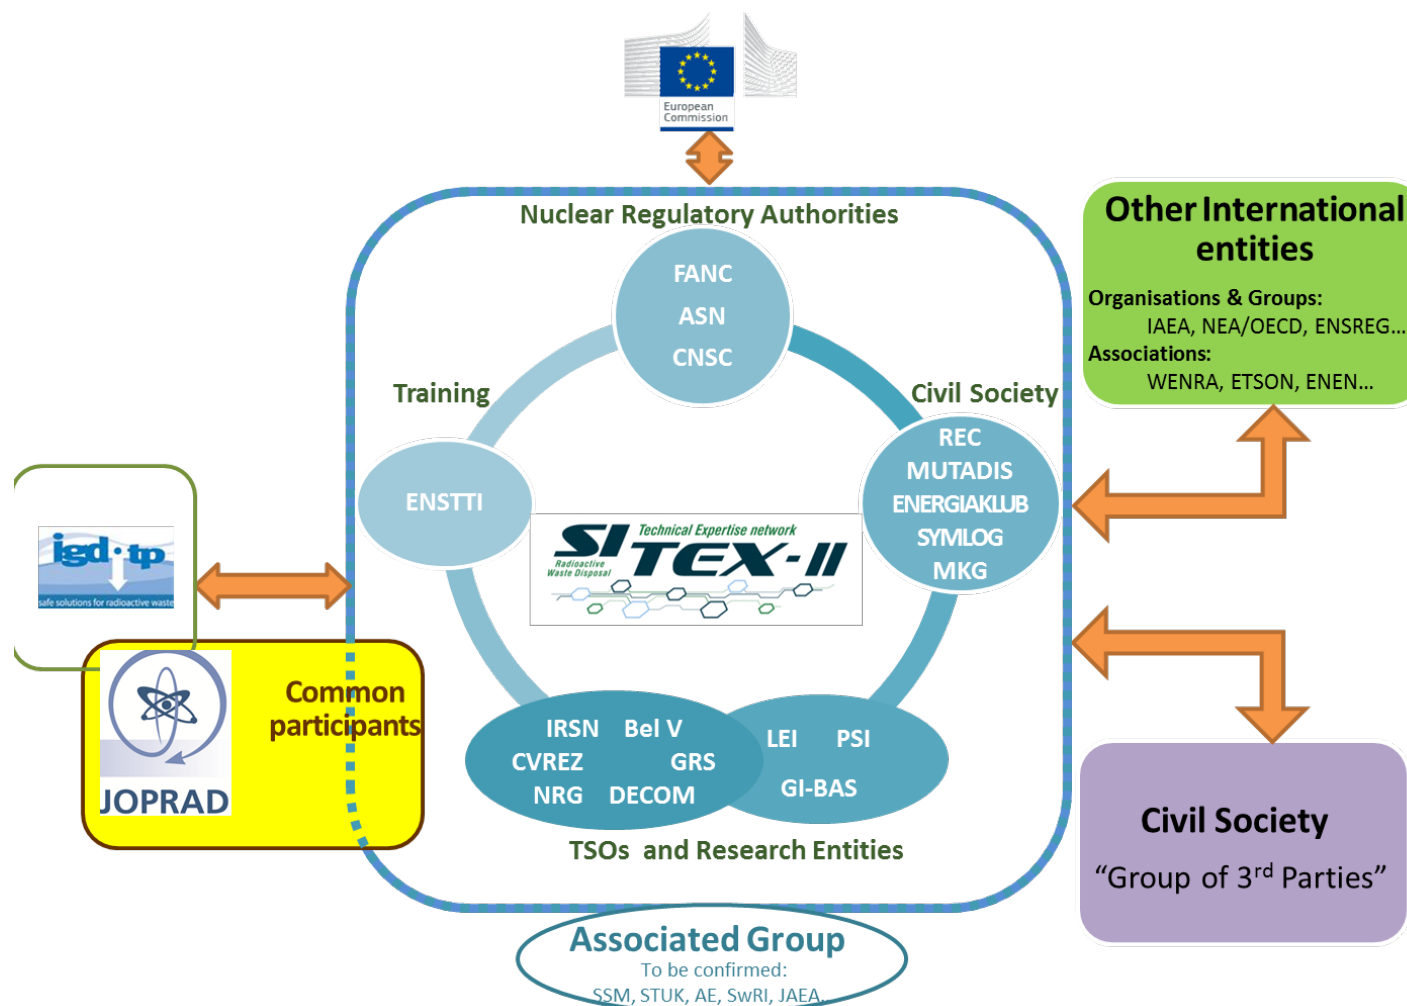 European
Commission
Nuclear Regulatory Authorities
FANC
ASN
CNSC
Other International
entities
Organisations & Groups:
IAEA, NEA/OECD, ENSREG...
Associations:
WENRA, ETSON, ENEN...
Training
Civil Society
ENSTTI
REC
MUTADIS
ENERGIAKLUB
SYMLOG
MKG
SITEX-II
Technical Expertise network
Radioactive
Waste Disposal
igd·tp
safe solutions for radioactive waste
JOPRAD
Common
participants
IRSN Bel V
CVREZ GRS
NRG DECOM
LEI PSI
GI-BAS
TSOs and Research Entities
Civil Society
“Group of 3rd Parties”
Associated Group
To be confirmed:
SSM, STUK, AE, SwRI, JAEA...